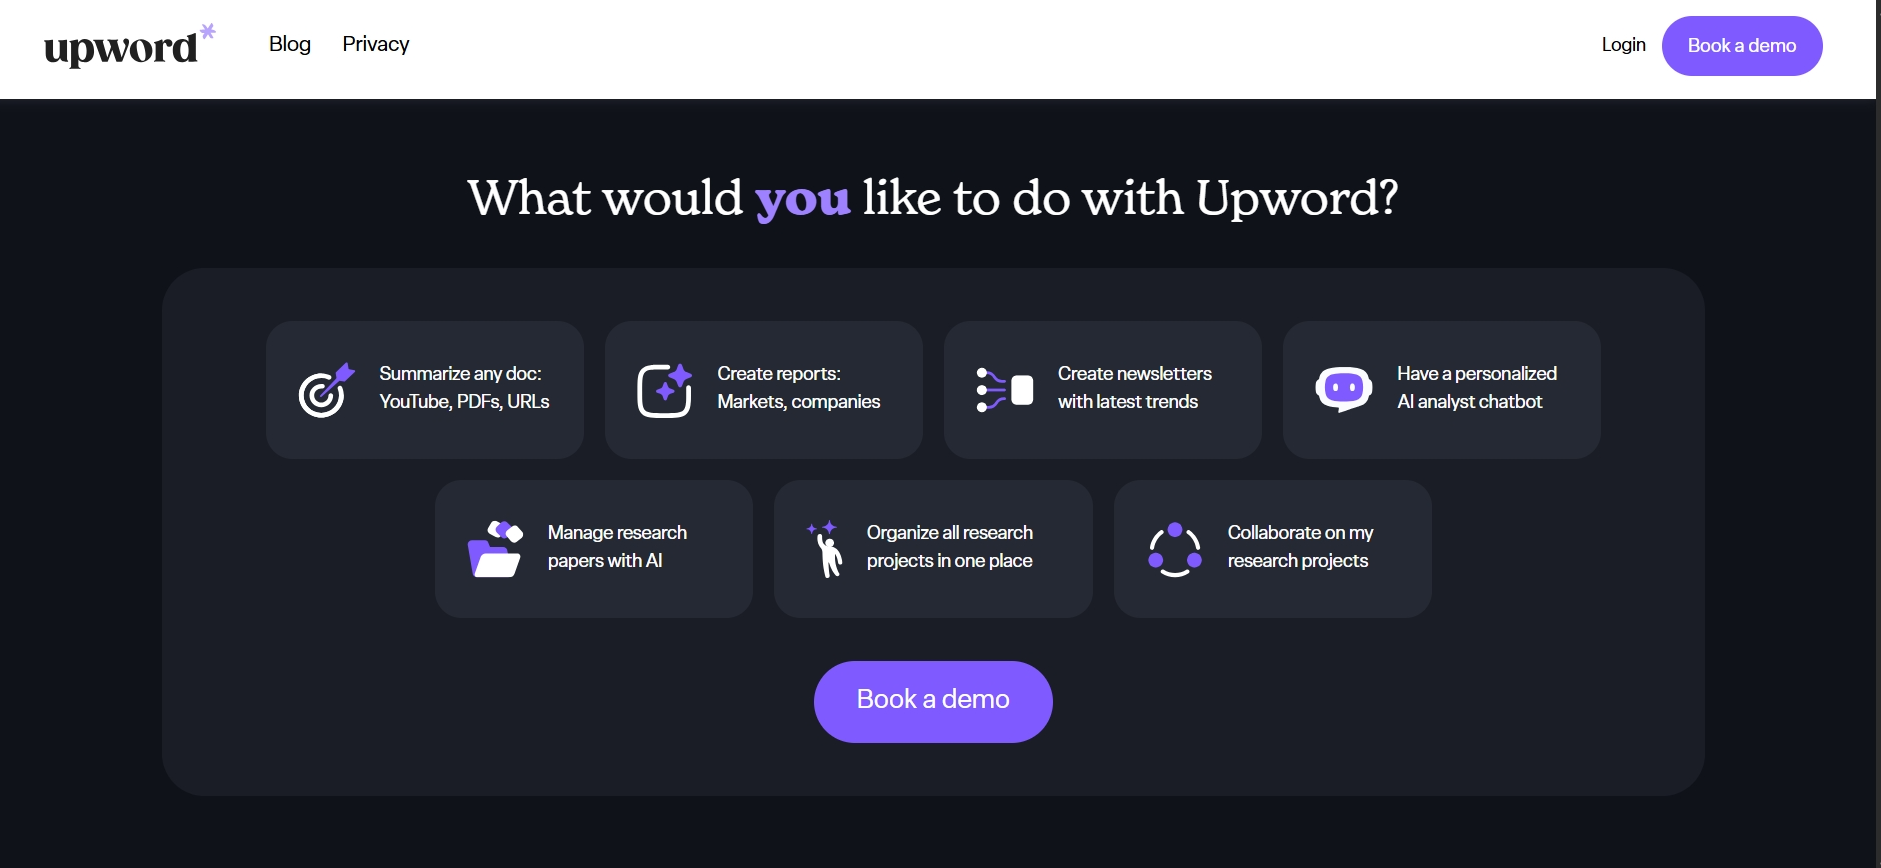 upword
Blog
Privacy
Login
Book a demo
What would you like to do with Upword?
Summarize any doc:
YouTube, PDFs, URLs
Create reports:
Markets, companies
Create newsletters
with latest trends
Have a personalized
AI analyst chatbot
Manage research
papers with AI
Organize all research
projects in one place
Collaborate on my
research projects
Book a demo